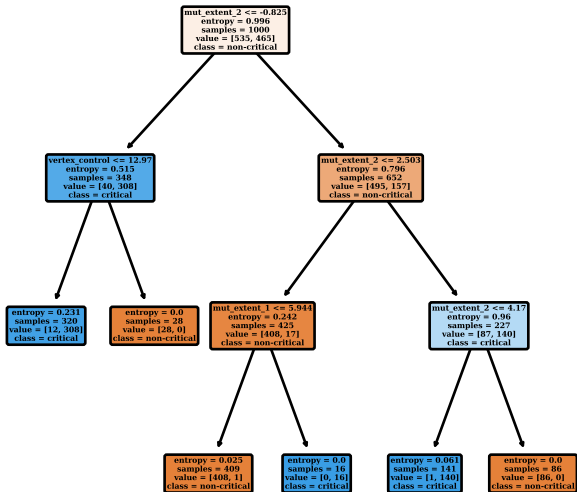 mut_extent_2 <= -0.825
entropy = 0.996
samples = 1000
value = [535, 465]
class = non-critical
vertex_control <= 12.97
entropy = 0.515
samples = 348
value = [40, 308]
class = critical
mut_extent_2 <= 2.503
entropy = 0.796
samples = 652
value = [495, 157]
class = non-critical
entropy = 0.231
samples = 320
value = [12, 308]
class = critical
entropy = 0.0
samples = 28
value = [28, 0]
class = non-critical
mut_extent_1 <= 5.944
entropy = 0.242
samples = 425
value = [408, 17]
class = non-critical
mut_extent_2 <= 4.17
entropy = 0.96
samples = 227
value = [87, 140]
class = critical
entropy = 0.025
samples = 409
value = [408, 1]
class = non-critical
entropy = 0.0
samples = 16
value = [0, 16]
class = critical
entropy = 0.061
samples = 141
value = [1, 140]
class = critical
entropy = 0.0
samples = 86
value = [86, 0]
class = non-critical